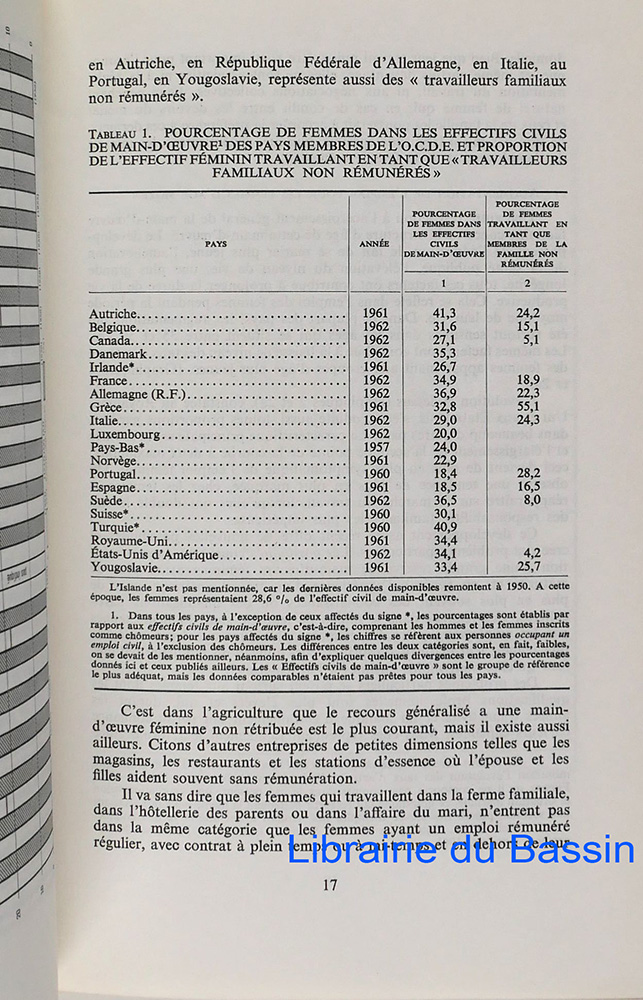 en Autriche, en République Fédérale d'Allemagne, en Italie, au
Portugal, en Yougoslavie, représente aussi des « travailleurs familiaux
non rémunérés ».
TABLEAU 1. POURCENTAGE DE FEMMES DANS LES EFFECTIFS CIVILS
DE MAIN-D'ŒUVRE¹ DES PAYS MEMBRES DE L'O.C.D.E. ET PROPORTION
DE L'EFFECTIF FÉMININ TRAVAILLANT EN TANT QUE « TRAVAILLEURS
FAMILIAUX NON RÉMUNÉRÉS »
PAYS
ANNÉE
POURCENTAGE
DE FEMMES DANS
LES EFFECTIFS
CIVILS
DE MAIN-D'ŒUVRE
POURCENTAGE
DE FEMMES
TRAVAILLANT EN
TANT QUE
MEMBRES DE LA
FAMILLE NON
RÉMUNÉRÉS
1 2
Autriche 1961 41,3 24,2
Belgique 1962 31,6 15,1
Canada 1962 27,1 5,1
Danemark 1962 35,3
Irlande* 1961 26,7
France 1962 34,9 18,9
Allemagne (R.F.) 1962 36,9 22,3
Grèce 1961 32,8 55,1
Italie 1962 29,0 24,3
Luxembourg 1962 20,0
Pays-Bas* 1957 24,0
Norvège 1961 22,9
Portugal 1960 18,4 28,2
Espagne 1961 18,5 16,5
Suède 1962 36,5 8,0
Suisse* 1960 30,1
Turquie* 1960 40,9
Royaume-Uni 1961 34,4
États-Unis d'Amérique 1962 34,1 4,2
Yougoslavie 1961 33,4 25,7
L'Islande n'est pas mentionnée, car les dernières données disponibles remontent à 1950. A cette
époque, les femmes représentaient 28,6 % de l'effectif civil de main-d'œuvre.
1. Dans tous les pays, à l'exception de ceux affectés du signe *, les pourcentages sont établis par
rapport aux effectifs civils de main-d'œuvre, c'est-à-dire, comprenant les hommes et les femmes inscrits
comme chômeurs; pour les pays affectés du signe *, les chiffres se réfèrent aux personnes occupant un
emploi civil, à l'exclusion des chômeurs. Les différences entre les deux catégories sont, en fait, faibles,
on se devait de les mentionner, néanmoins, afin d'expliquer quelques divergences entre les pourcentages
donnés ici et ceux publiés ailleurs. Les « Effectifs civils de main-d'œuvre » sont le groupe de référence
le plus adéquat, mais les données comparables n'étaient pas prêtes pour tous les pays.
C'est dans l'agriculture que le recours généralisé a une main-
d'œuvre féminine non rétribuée est le plus courant, mais il existe aussi
ailleurs. Citons d'autres entreprises de petites dimensions telles que les
magasins, les restaurants et les stations d'essence où l'épouse et les
filles aident souvent sans rémunération.
Il va sans dire que les femmes qui travaillent dans la ferme familiale,
dans l'hôtellerie des parents ou dans l'affaire du mari, n'entrent pas
dans la même catégorie que les femmes ayant un emploi rémunéré
régulier, avec contrat à plein temps ou à mi-temps et en dehors de leur
Librairie du Bassin
17